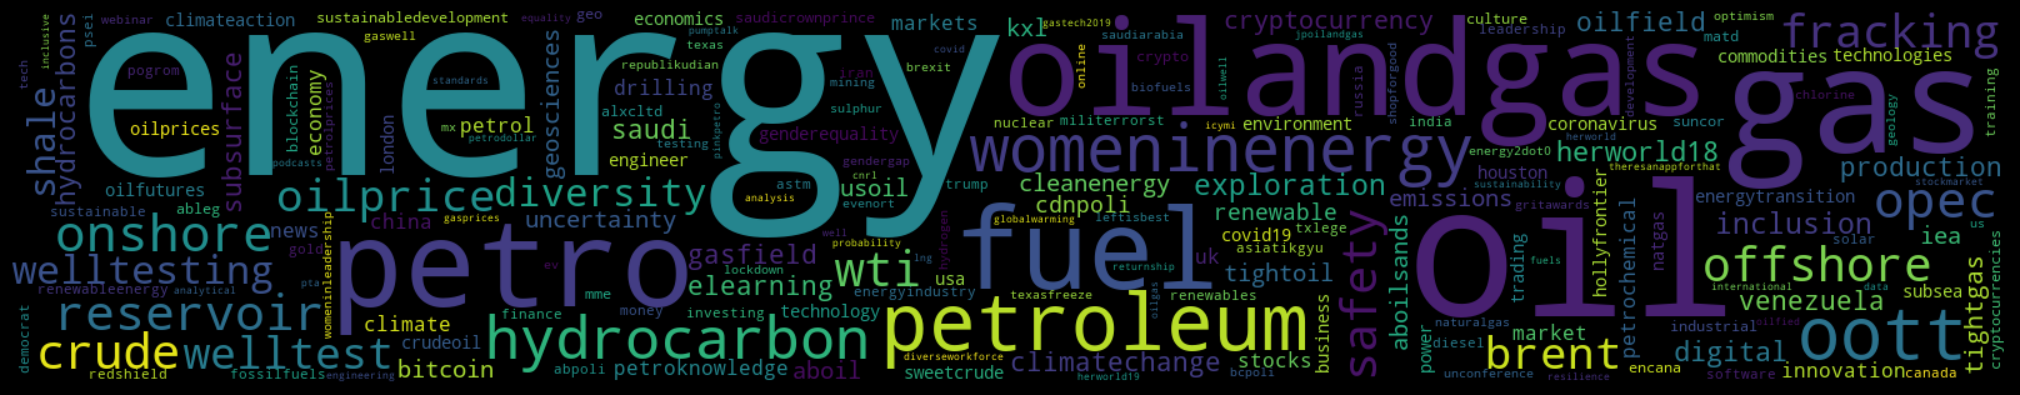 energy
oilandgas
gas
oil
petro
fuel
petroleum
womeninenergy
hydrocarbon
oott
offshore
onshore
opec
brent
crude
wti
fracking
reservoir
welltest
welltesting
oilprice
diversity
shale
hydrocarbons
subsurface
safety
inclusion
exploration
digital
tightgas
venezuela
production
herworld18
oilfield
cryptocurrency
emissions
climatechange
aboilsands
tightoil
elearning
gasfield
uncertainty
geosciences
saudi
usoil
cleanenergy
cdnpoli
renewable
bitcoin
petroknowledge
aboil
stocks
sweetcrude
innovation
market
iea
subsea
petrochemical
natgas
hollyfrontier
energytransition
commodities
technologies
markets
kxl
economics
drilling
engineer
petrol
economy
oilprices
climateaction
sustainabledevelopment
saudicrownprince
saudiarabia
crypto
genderequality
environment
coronavirus
suncor
houston
nuclear
militerrorst
india
russia
online
biofuels
culture
leadership
optimism
matd
training
geology
chlorine
development
shopforgood
jpoilandgas
gastech2019
oilwell
icymi
herworld
energy2dot0
theresanappforthat
stockmarket
sustainability
gritawards
solar
us
cryptocurrencies
international
data
fuels
trading
naturalgas
diesel
industrial
power
business
unconference
resilience
software
encana
canada
oilfied
bcpoli
herworld19
diverseworkforce
texasfreeze
renewables
oilgas
returnship
uk
asiatikgyu
covid19
txlege
leftisbest
globalwarming
usa
energyindustry
hydrogen
lng
probability
well
evenort
astm
cnrl
trump
analysis
gendergap
pinkpetro
testing
iran
mining
sulphur
brexit
covid
equality
pumptalk
texas
republikudian
alxcltd
geo
webinar
gaswell
psei
inclusive
tech
pogrom
blockchain
petrolprices
london
standards
mx
petrodollar
podcasts
oilfutures
ableg
sustainable
news
gold
china
gasprices
womeninleadership
renewableenergy
analytical
pta
ev
mme
lockdown
money
investing
technology
finance
climate
crudeoil
abpoli
fossilfuels
engineering
redshield
democrat